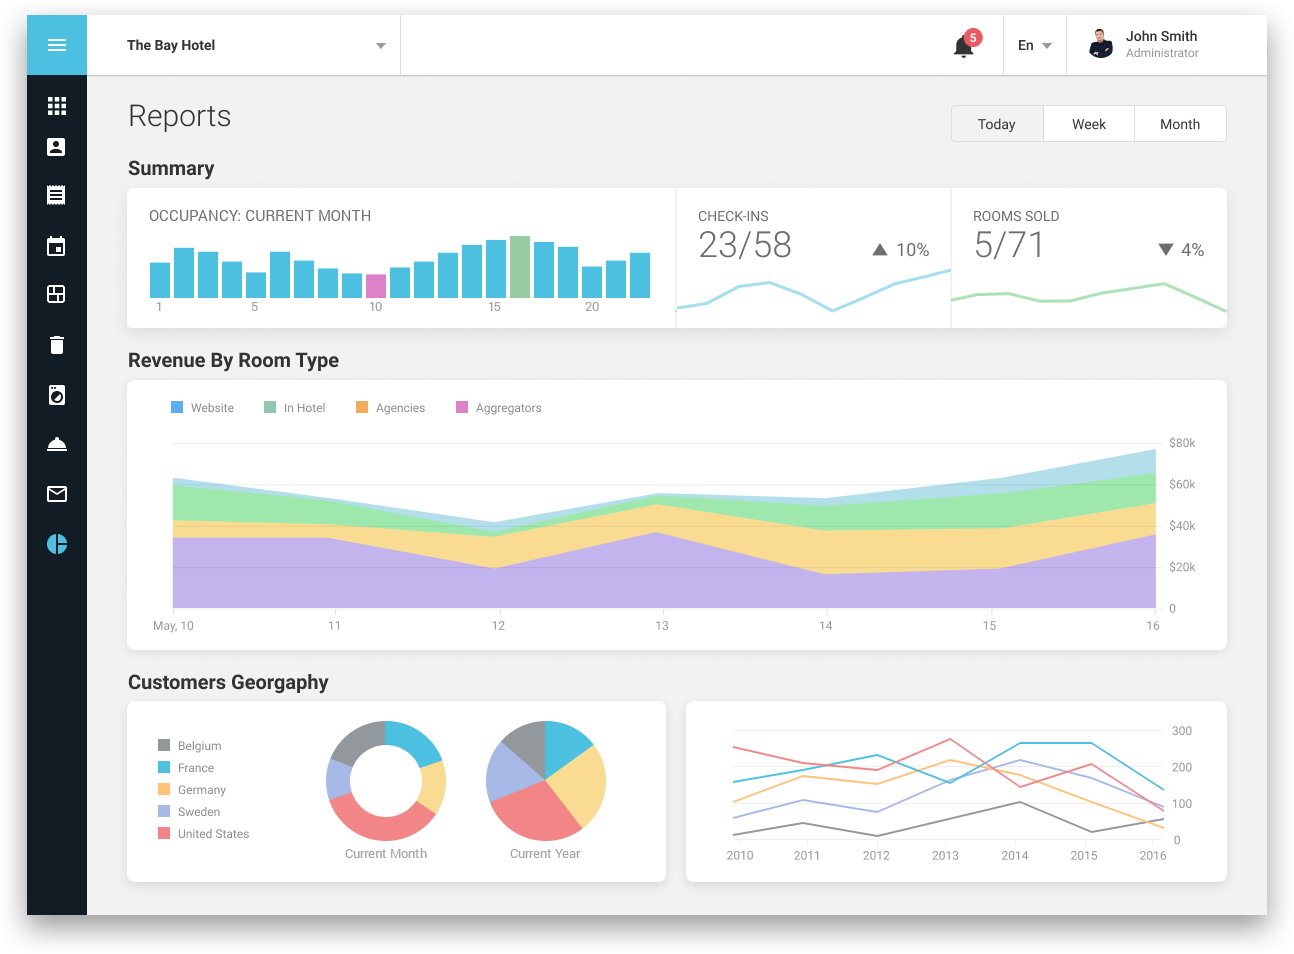 The Bay Hotel
5
En
John Smith
Administrator
Reports
Today
Week
Month
Summary
OCCUPANCY: CURRENT MONTH
1
5
10
15
20
CHECK-INS
23/58
10%
ROOMS SOLD
5/71
4%
Revenue By Room Type
Website
In Hotel
Agencies
Aggregators
$80k
$60k
$40k
$20k
0
May, 10
11
12
13
14
15
16
Customers Georgaphy
Belgium
France
Germany
Sweden
United States
Current Month
Current Year
300
200
100
0
2010
2011
2012
2013
2014
2015
2016